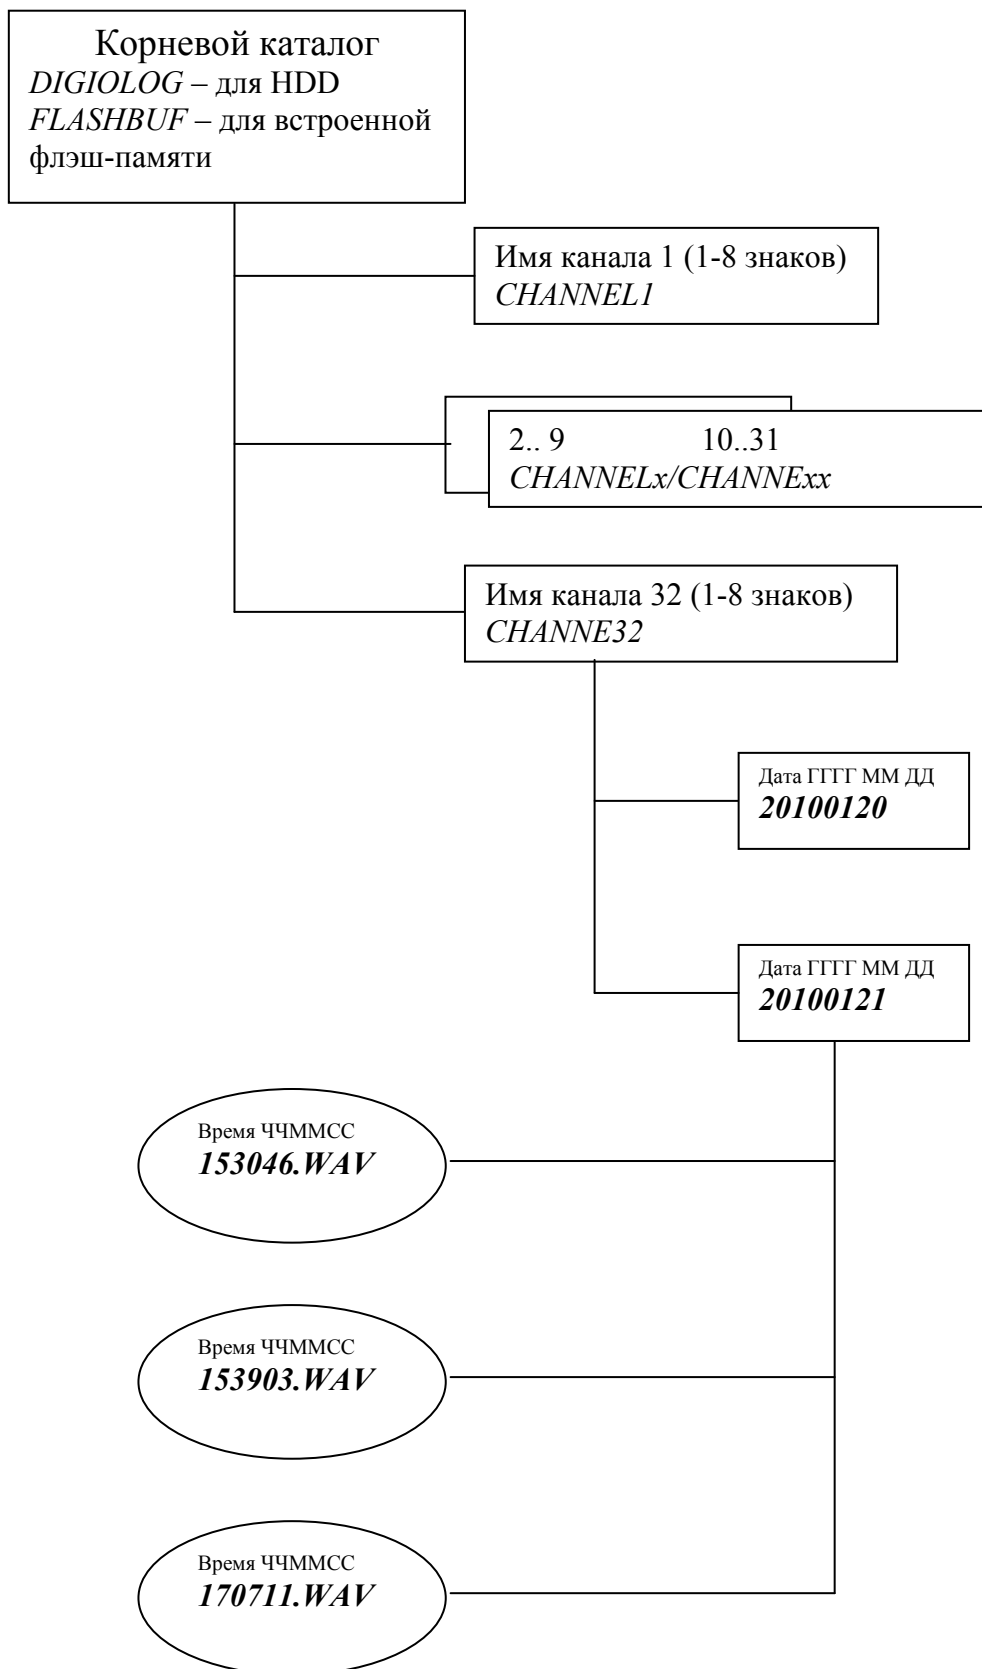 Корневой каталог
DIGIOLOG – для HDD
FLASHBUF – для встроенной
флэш-памяти
Имя канала 1 (1-8 знаков)
CHANNEL1
2.. 9 10..31
CHANNELx/CHANNExx
Имя канала 32 (1-8 знаков)
CHANNE32
Дата ГГГГ ММ ДД
20100120
Дата ГГГГ ММ ДД
20100121
Время ЧЧММСС
153046.WAV
Время ЧЧММСС
153903.WAV
Время ЧЧММСС
170711.WAV